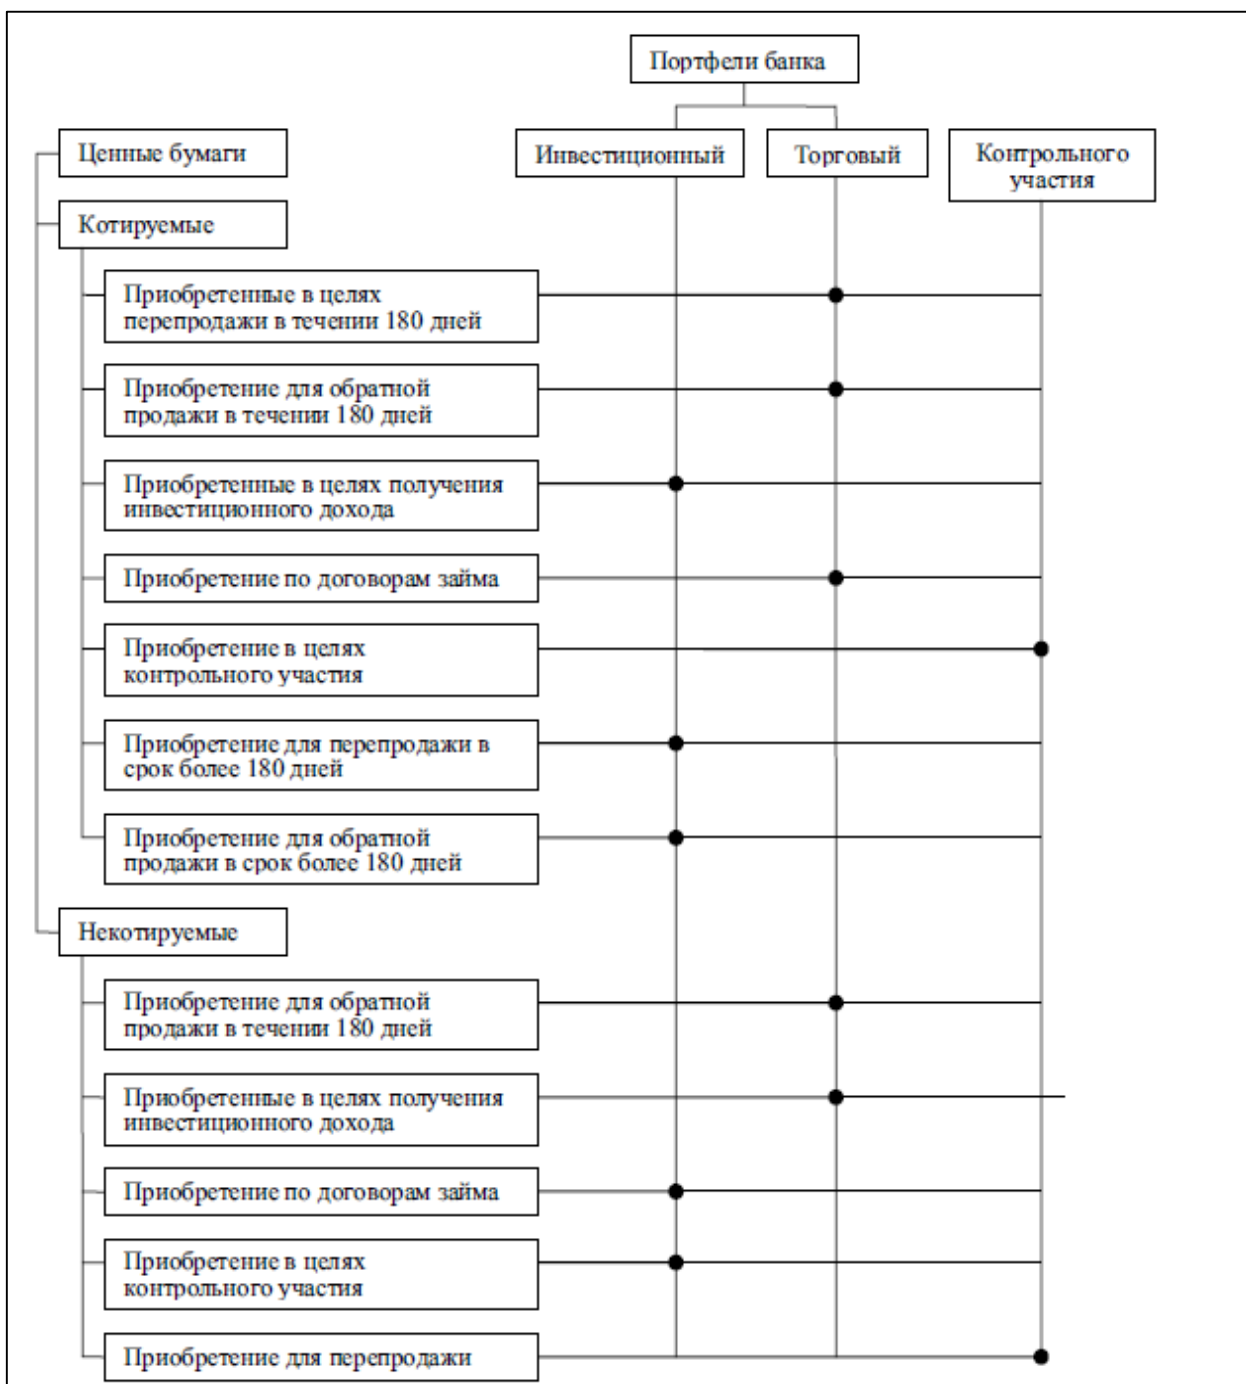 Портфели банка
Ценные бумаги
Инвестиционный
Торговый
Контрольного
участия
Котируемые
Приобретенные в целях
перепродажи в течении 180 дней
Приобретение для обратной
продажи в течении 180 дней
Приобретенные в целях получения
инвестиционного дохода
Приобретение по договорам займа
Приобретение в целях
контрольного участия
Приобретение для перепродажи в
срок более 180 дней
Приобретение для обратной
продажи в срок более 180 дней
Некотируемые
Приобретение для обратной
продажи в течении 180 дней
Приобретенные в целях получения
инвестиционного дохода
Приобретение по договорам займа
Приобретение в целях
контрольного участия
Приобретение для перепродажи